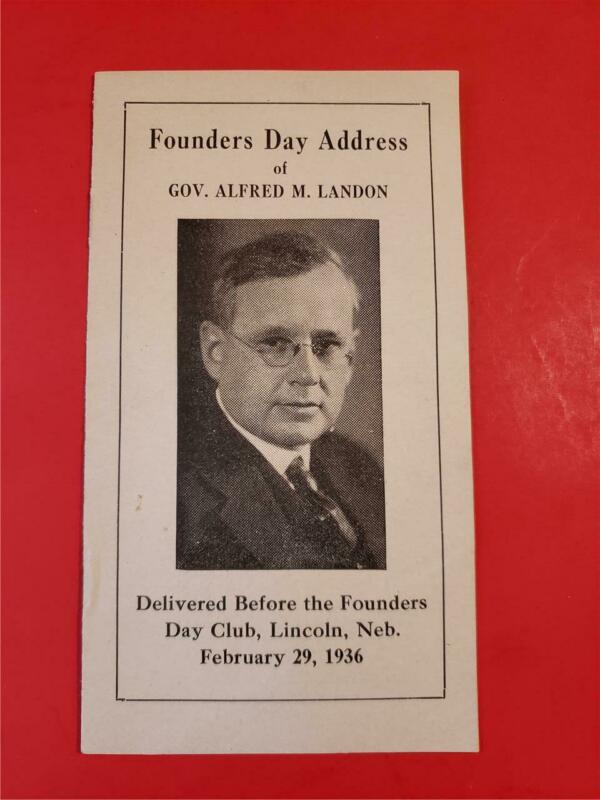 Founders Day Address
of
GOV. ALFRED M. LANDON
Delivered Before the Founders
Day Club, Lincoln, Neb.
February 29, 1936